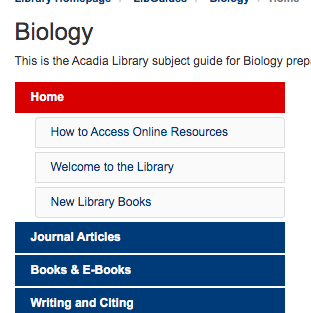 Library Homepage / LibGuides / Biology / Home
Biology
This is the Acadia Library subject guide for Biology prep
Home
How to Access Online Resources
Welcome to the Library
New Library Books
Journal Articles
Books & E-Books
Writing and Citing